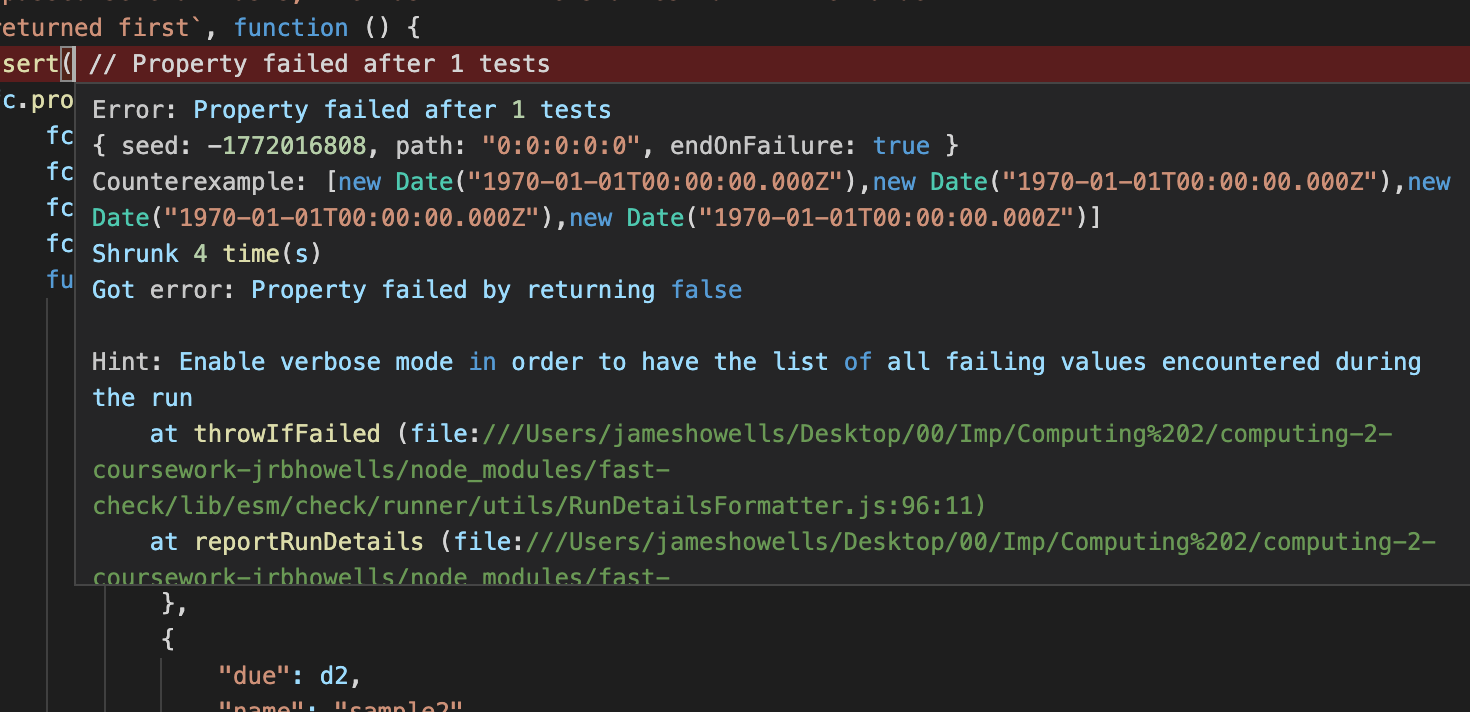 returned first`, function () {
sert( // Property failed after 1 tests
c.pro
Error: Property failed after 1 tests
fc
{ seed: -1772016808, path: "0:0:0:0:0", endOnFailure: true }
fc
Counterexample: [new Date("1970-01-01T00:00:00.000Z"),new Date("1970-01-01T00:00:00.000Z"),new
fc
Date("1970-01-01T00:00:00.000Z"),new Date("1970-01-01T00:00:00.000Z")]
fc
Shrunk 4 time(s)
fu
Got error: Property failed by returning false
Hint: Enable verbose mode in order to have the list of all failing values encountered during
the run
at throwIfFailed (file:///Users/jameshowells/Desktop/00/Imp/Computing%202/computing-2-
coursework-jrbhowells/node_modules/fast-
check/lib/esm/check/runner/utils/RunDetailsFormatter.js:96:11)
at reportRunDetails (file:///Users/jameshowells/Desktop/00/Imp/Computing%202/computing-2-
coursework-jrbhowells/node_modules/fast-
},
{
"due": d2,
"name": "sample2"